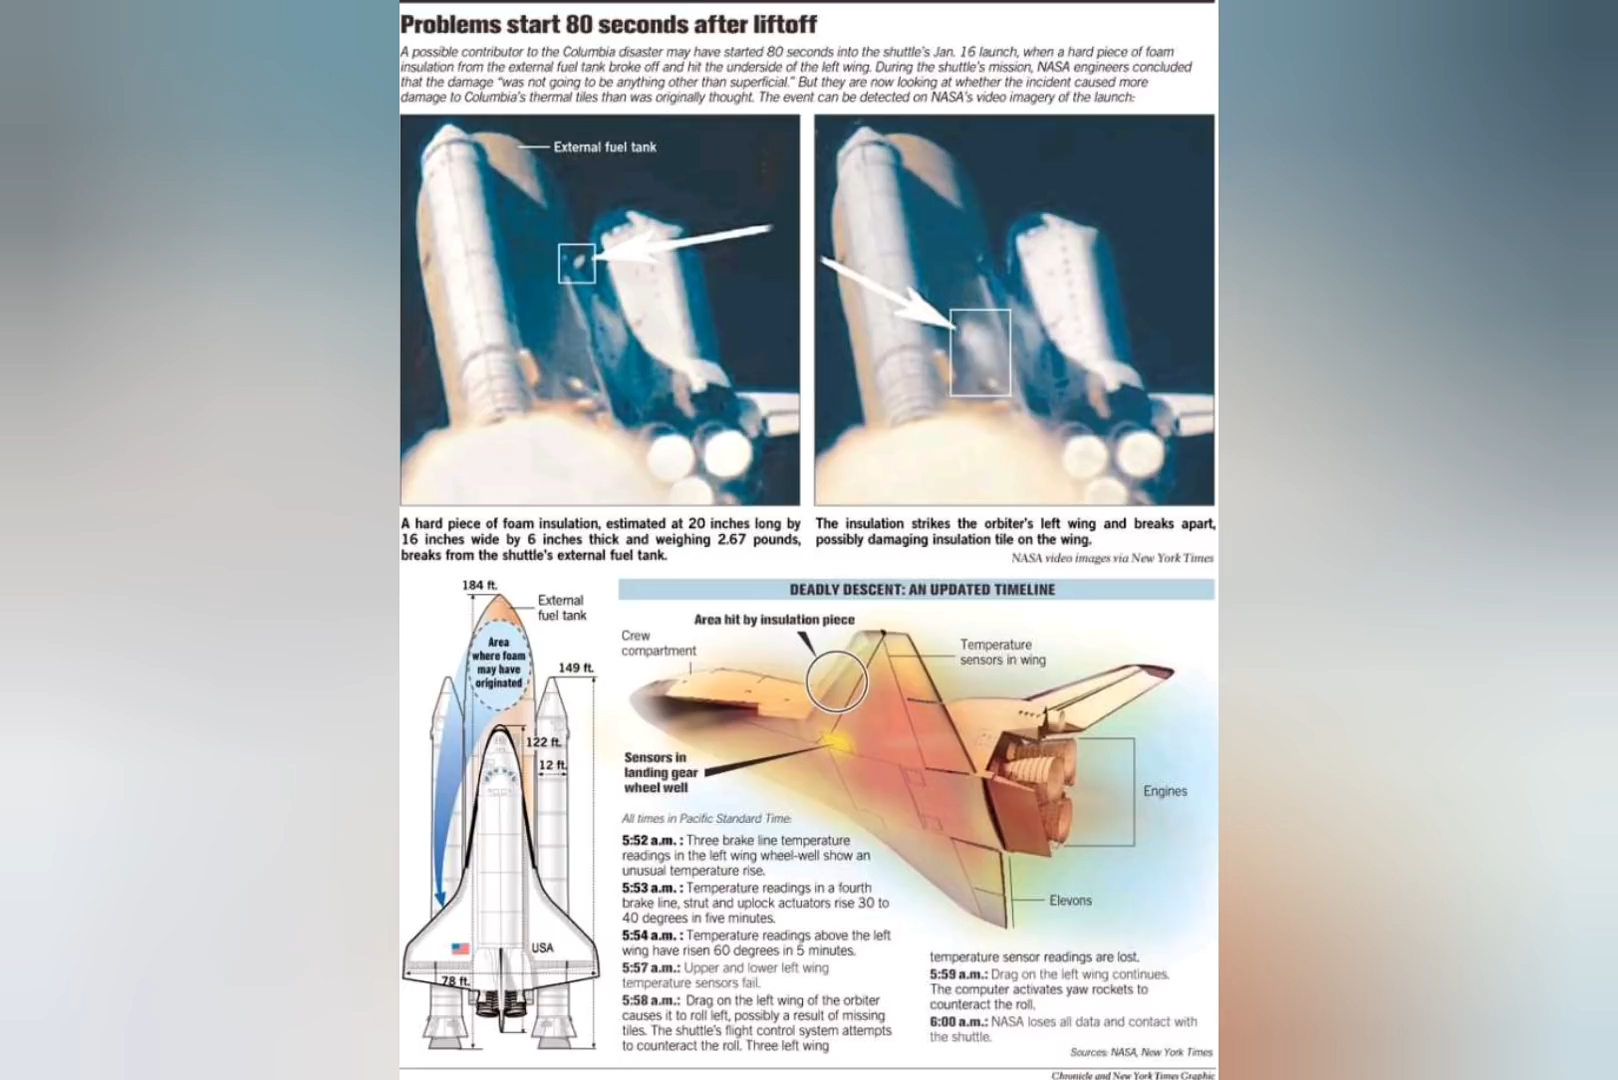 Problems start 80 seconds after liftoff
A possible contributor to the Columbia disaster may have started 80 seconds into the shuttle's Jan. 16 launch, when a hard piece of foam
insulation from the external fuel tank broke off and hit the underside of the left wing. During the shuttle's mission, NASA engineers concluded
that the damage “was not going to be anything other than superficial.” But they are now looking at whether the incident caused more
damage to Columbia's thermal tiles than was originally thought. The event can be detected on NASA's video imagery of the launch:
External fuel tank
A hard piece of foam insulation, estimated at 20 inches long by
16 inches wide by 6 inches thick and weighing 2.67 pounds,
breaks from the shuttle's external fuel tank.
The insulation strikes the orbiter's left wing and breaks apart,
possibly damaging insulation tile on the wing.
NASA video images via New York Times
184 ft.
External
fuel tank
Area
where foam
may have
originated
149 ft.
122 ft.
12 ft.
USA
78 ft.
DEADLY DESCENT: AN UPDATED TIMELINE
Area hit by insulation piece
Crew
compartment
Temperature
sensors in wing
Sensors in
landing gear
wheel well
Engines
Elevons
All times in Pacific Standard Time:
5:52 a.m. : Three brake line temperature
readings in the left wing wheel-well show an
unusual temperature rise.
5:53 a.m. : Temperature readings in a fourth
brake line, strut and uplock actuators rise 30 to
40 degrees in five minutes.
5:54 a.m. : Temperature readings above the left
wing have risen 60 degrees in 5 minutes.
5:57 a.m.: Upper and lower left wing
temperature sensors fail.
5:58 a.m.: Drag on the left wing of the orbiter
causes it to roll left, possibly a result of missing
tiles. The shuttle's flight control system attempts
to counteract the roll. Three left wing
temperature sensor readings are lost.
5:59 a.m.: Drag on the left wing continues.
The computer activates yaw rockets to
counteract the roll.
6:00 a.m.: NASA loses all data and contact with
the shuttle.
Sources: NASA, New York Times
Chronicle and New York Times Graphic